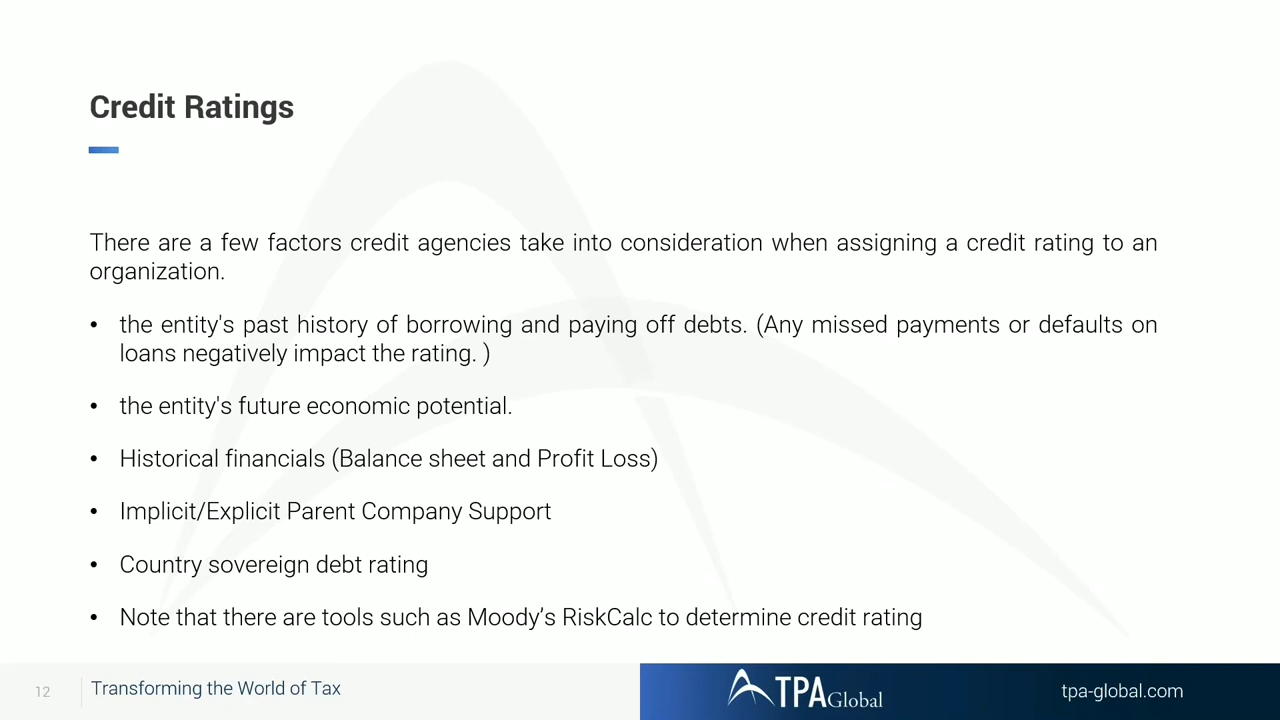 Credit Ratings
There are a few factors credit agencies take into consideration when assigning a credit rating to an
organization.
• the entity's past history of borrowing and paying off debts. (Any missed payments or defaults on
loans negatively impact the rating. )
• the entity's future economic potential.
• Historical financials (Balance sheet and Profit Loss)
• Implicit/Explicit Parent Company Support
• Country sovereign debt rating
• Note that there are tools such as Moody’s RiskCalc to determine credit rating
12
Transforming the World of Tax
TPA Global
tpa-global.com